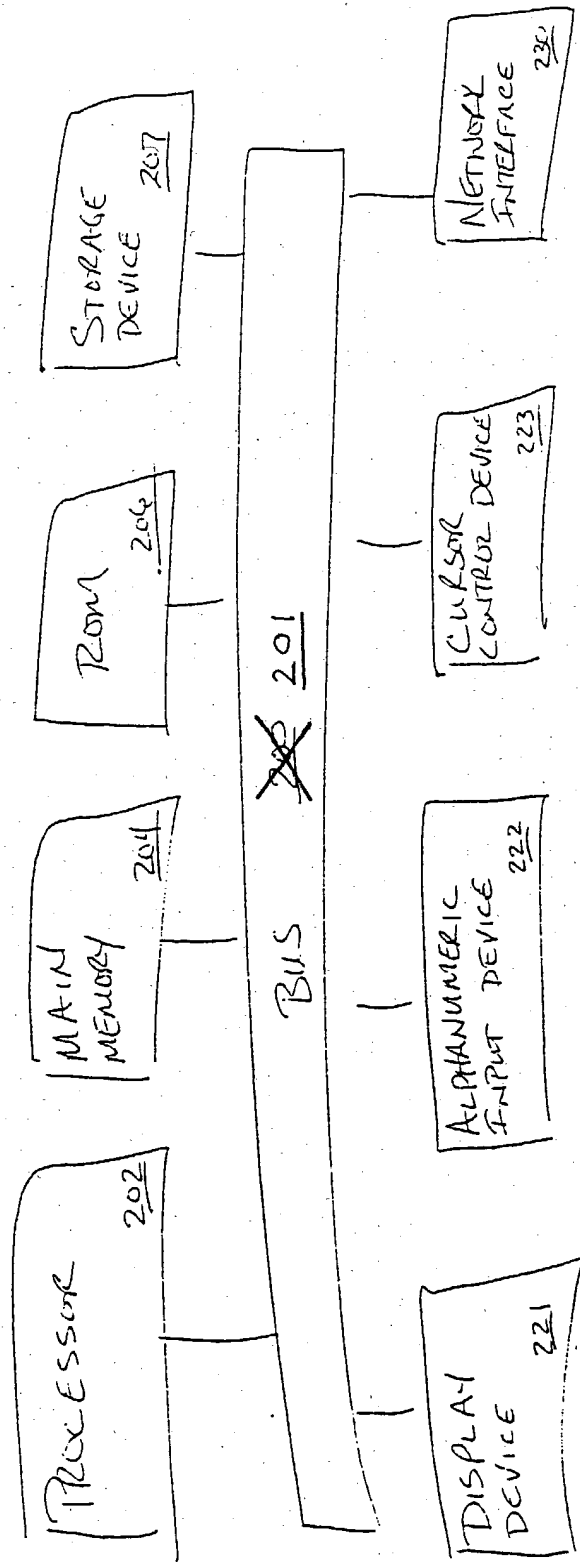 PROCESSOR
202
MAIN
MEMORY
204
ROM
206
STORAGE
DEVICE
207
BUS 201
DISPLAY
DEVICE
221
ALPHANUMERIC
INPUT DEVICE
222
CURSOR
CONTROL DEVICE
223
NETWORK
INTERFACE
230